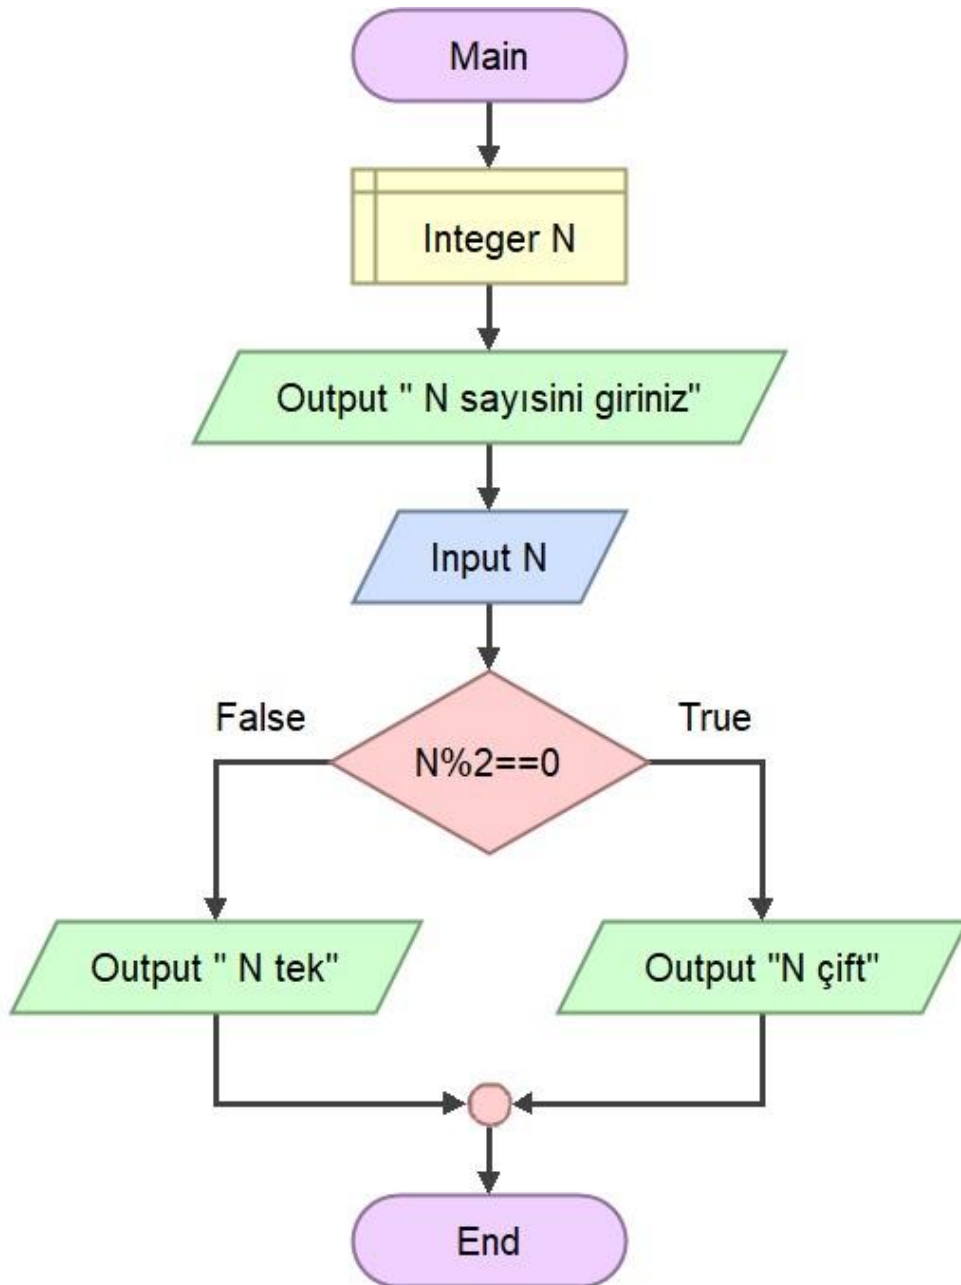 Main
Integer N
Output " N sayısini giriniz"
Input N
False
True
N%2==0
Output " N tek"
Output "N çift"
End